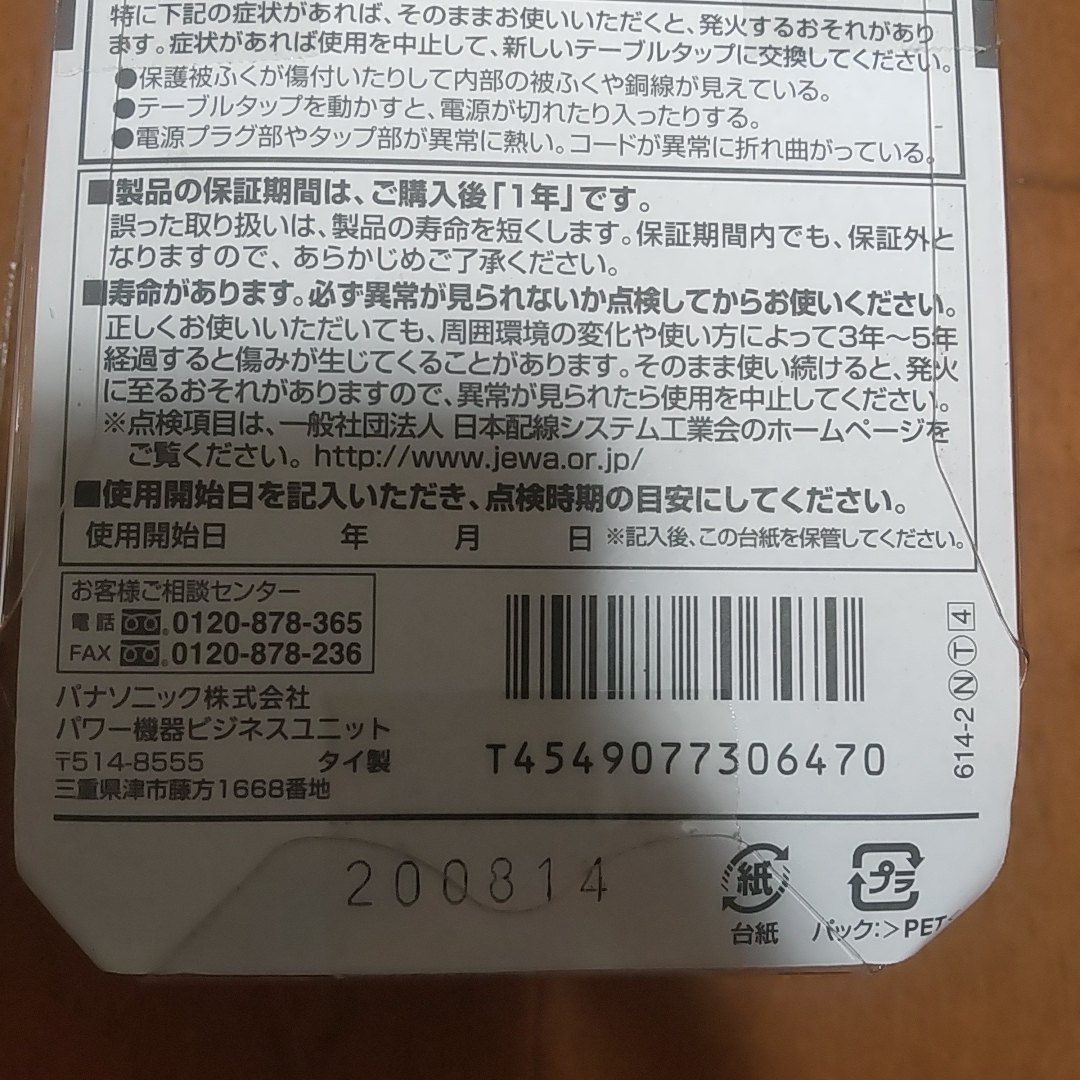 特に下記の症状があれば、そのままお使いいただくと、発火するおそれがあり
ます。症状があれば使用を中止して、新しいテーブルタップに交換してください。
●保護被ふくが傷付いたりして内部の被ふくや銅線が見えている。
●テーブルタップを動かすと、電源が切れたり入ったりする。
●電源プラグ部やタップ部が異常に熱い。コードが異常に折れ曲がっている。
■製品の保証期間は、ご購入後「1年」です。
誤った取り扱いは、製品の寿命を短くします。保証期間内でも、保証外と
なりますので、あらかじめご了承ください。
■寿命があります。必ず異常が見られないか点検してからお使いください。
正しくお使いいただいても、周囲環境の変化や使い方によって3年～5年
経過すると傷みが生じてくることがあります。そのまま使い続けると、発火
に至るおそれがありますので、異常が見られたら使用を中止してください。
※点検項目は、一般社団法人 日本配線システム工業会のホームページを
ご覧ください。http://www.jewa.or.jp/
■使用開始日を記入いただき、点検時期の目安にしてください。
使用開始日 年 月 日 ※記入後、この台紙を保管してください。
お客様ご相談センター
電話 0120-878-365
FAX 0120-878-236
パナソニック株式会社
パワー機器ビジネスユニット
〒514-8555 タイ製
三重県津市藤方1668番地
T4549077306470
614-2ⓃⓉ4
200814
紙
台紙
プラ
パック:＞PET